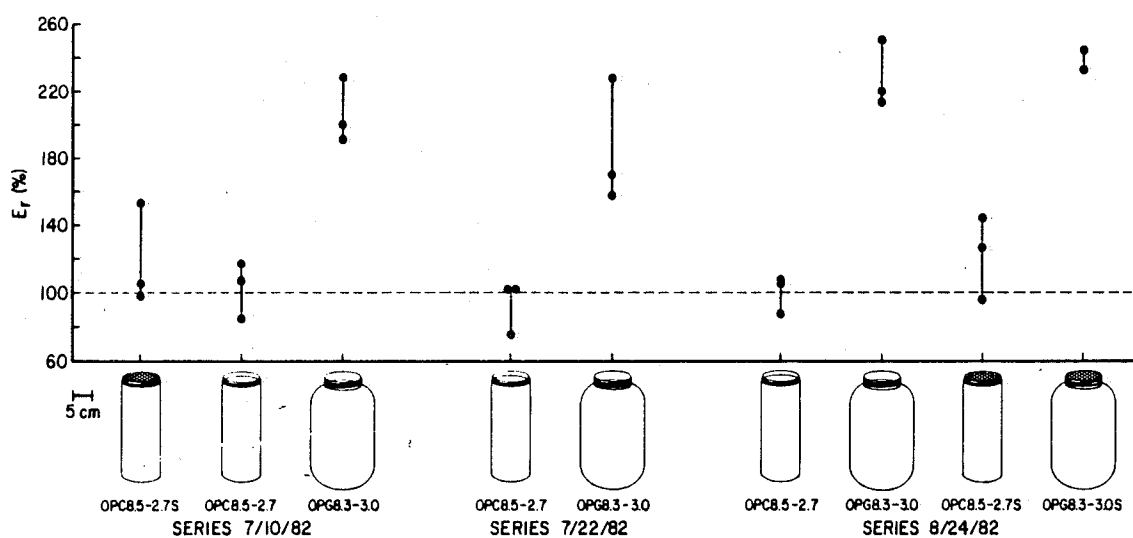 260
220
180
140
100
60
Er (%)
5 cm
OPC8.5-2.7S OPC8.5-2.7 OPG8.3-3.0 OPC8.5-2.7 OPG8.3-3.0 OPC8.5-2.7 OPG8.3-3.0 OPC8.5-2.7S OPG8.3-3.0S
SERIES 7/10/82 SERIES 7/22/82 SERIES 8/24/82